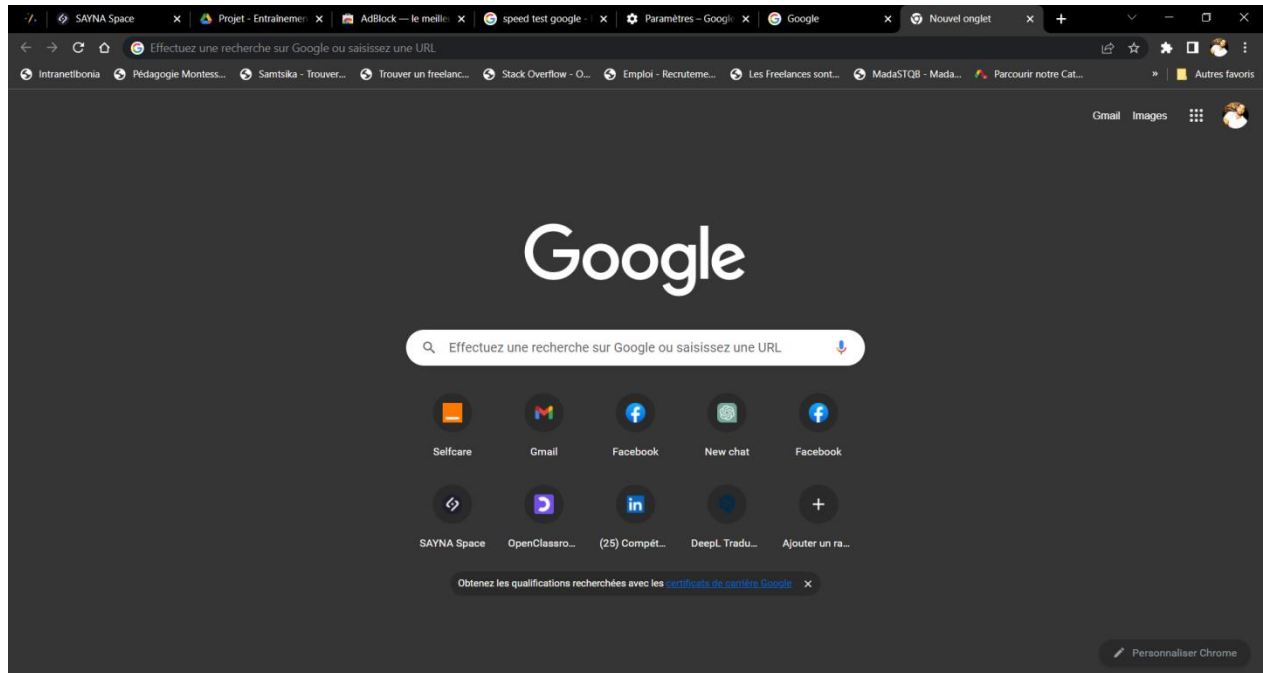 SAYNA Space
Projet - Entraînemen
AdBlock — le meille
speed test google -
Paramètres – Googl
Google
Nouvel onglet
Effectuez une recherche sur Google ou saisissez une URL
IntranetIbonia
Pédagogie Montess...
Samtsika - Trouver...
Trouver un freelanc...
Stack Overflow - O...
Emploi - Recruteme...
Les Freelances sont...
MadaSTQB - Mada...
Parcourir notre Cat...
»
Autres favoris
Gmail Images
Google
Effectuez une recherche sur Google ou saisissez une URL
Selfcare
Gmail
Facebook
New chat
Facebook
SAYNA Space
OpenClassro...
(25) Compét...
DeepL Tradu...
Ajouter un ra...
Obtenez les qualifications recherchées avec les certificats de carrière Google
Personnaliser Chrome